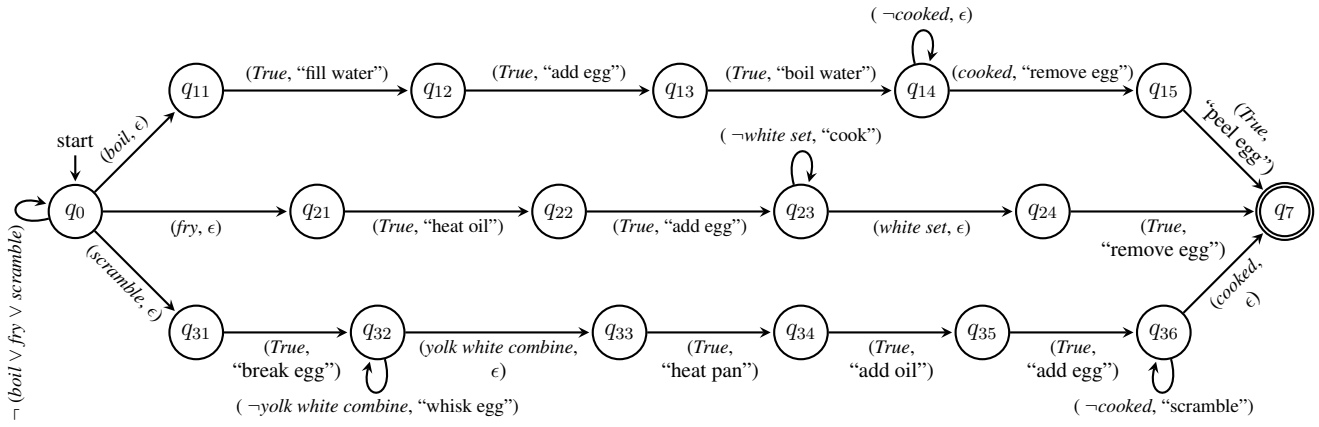 ( ¬cooked, ϵ)
(True, “fill water”)
(True, “add egg”)
(True, “boil water”)
(cooked, “remove egg”)
q11
q12
q13
q14
q15
(boil, ϵ)
(True,
“peel egg”)
start
( ¬white set, “cook”)
q0
q21
q22
q23
q24
q7
(fry, ϵ)
(True, “heat oil”)
(True, “add egg”)
(white set, ϵ)
(True,
“remove egg”)
¬ (boil ∨ fry ∨ scramble)
(scramble, ϵ)
(cooked,
ϵ)
q31
q32
q33
q34
q35
q36
(True,
“break egg”)
(yolk white combine,
ϵ)
(True,
“heat pan”)
(True,
“add oil”)
(True,
“add egg”)
( ¬yolk white combine, “whisk egg”)
( ¬cooked, “scramble”)